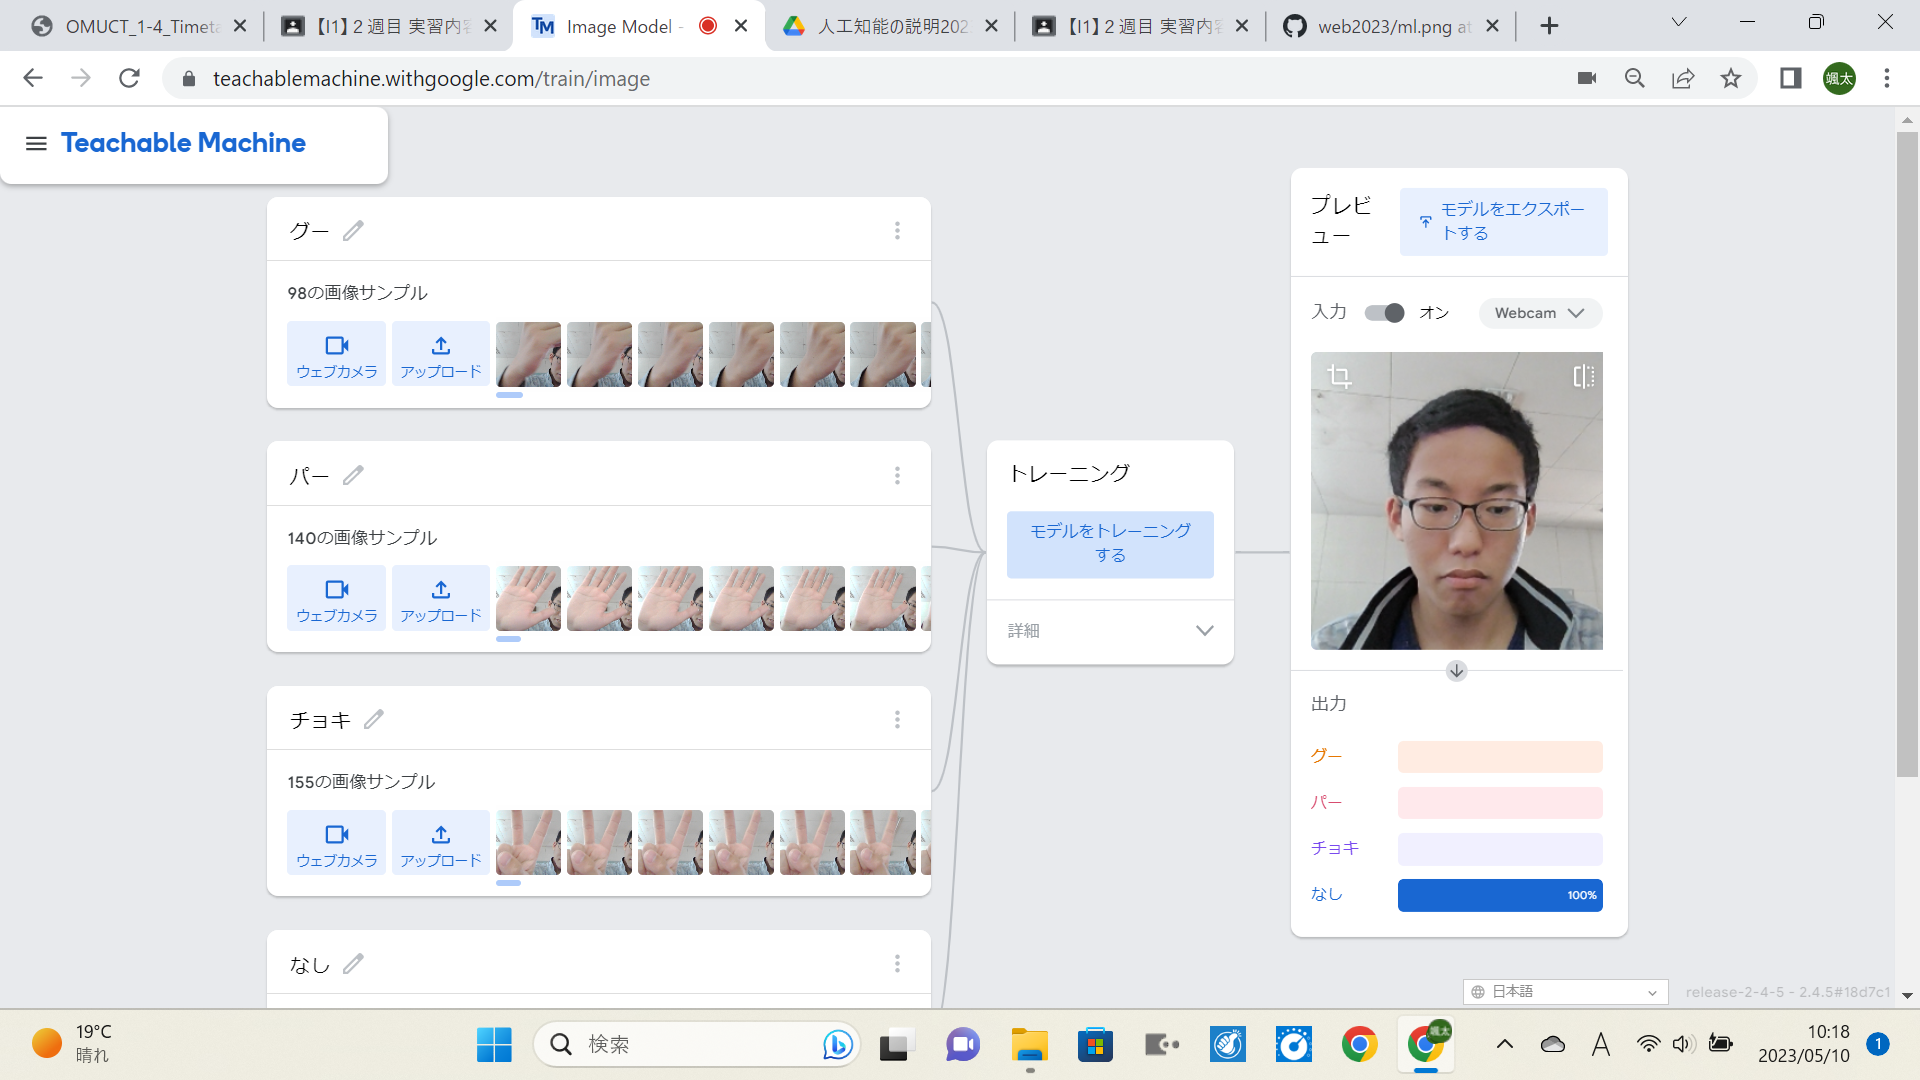 OMUCT_1-4_Timeta
【I1】２週目 実習内容
Image Model -
人工知能の説明202
【I1】２週目 実習内容
web2023/ml.png at
teachablemachine.withgoogle.com/train/image
颯太
Teachable Machine
グー
98の画像サンプル
ウェブカメラ
アップロード
パー
140の画像サンプル
ウェブカメラ
アップロード
チョキ
155の画像サンプル
ウェブカメラ
アップロード
なし
トレーニング
モデルをトレーニング
する
詳細
プレビ
ュー
モデルをエクスポー
トする
入力
オン
Webcam
出力
グー
パー
チョキ
なし
100%
日本語
release-2-4-5 - 2.4.5#18d7c1
19°C
晴れ
検索
颯太
A
10:18
2023/05/10
1